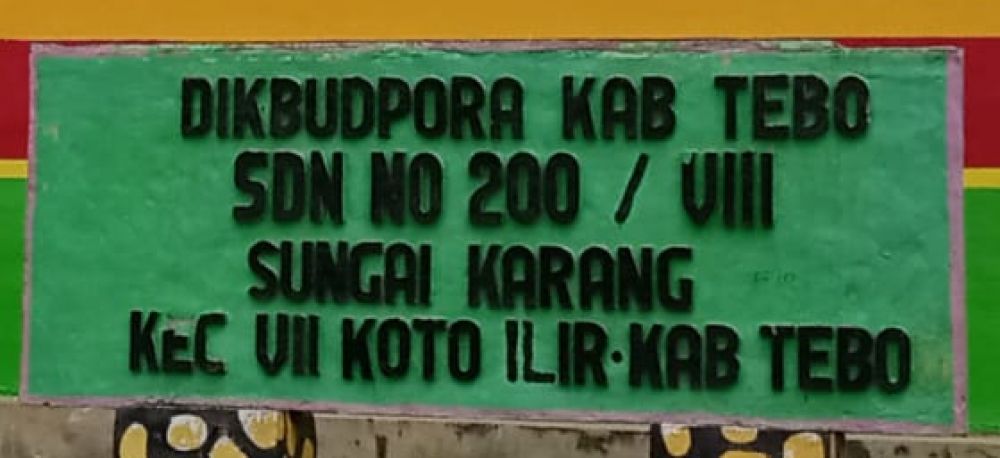 DIKBUDPORA KAB TEBO
SDN NO 200 / VIII
SUNGAI KARANG
KEC VII KOTO ILIR·KAB TEBO